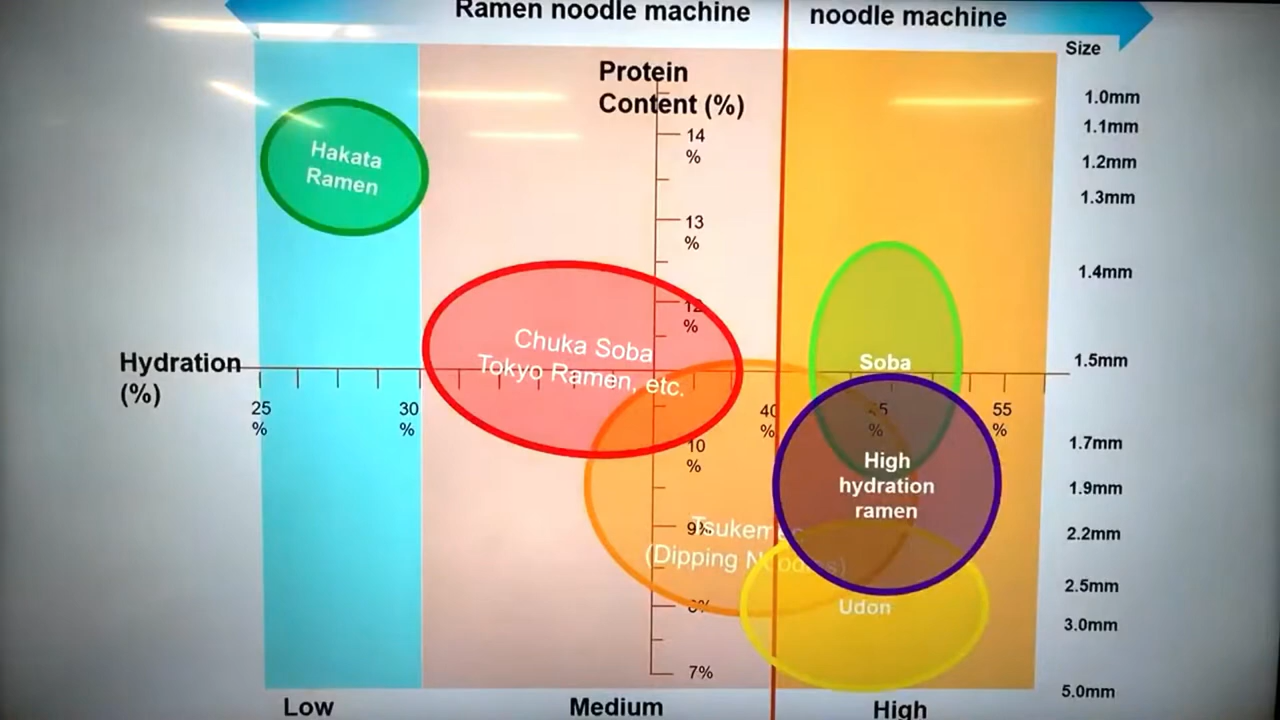 Ramen noodle machine
noodle machine
Size
Protein
Content (%)
1.0mm
1.1mm
14
%
Hakata
Ramen
1.2mm
1.3mm
13
%
1.4mm
12
%
Chuka Soba
Tokyo Ramen, etc.
Soba
1.5mm
Hydration
(%)
25
%
30
%
40
%
55
%
10
%
1.7mm
High
hydration
ramen
1.9mm
9%
2.2mm
(Dipping Noodles)
2.5mm
Udon
3.0mm
7%
5.0mm
Low
Medium
High